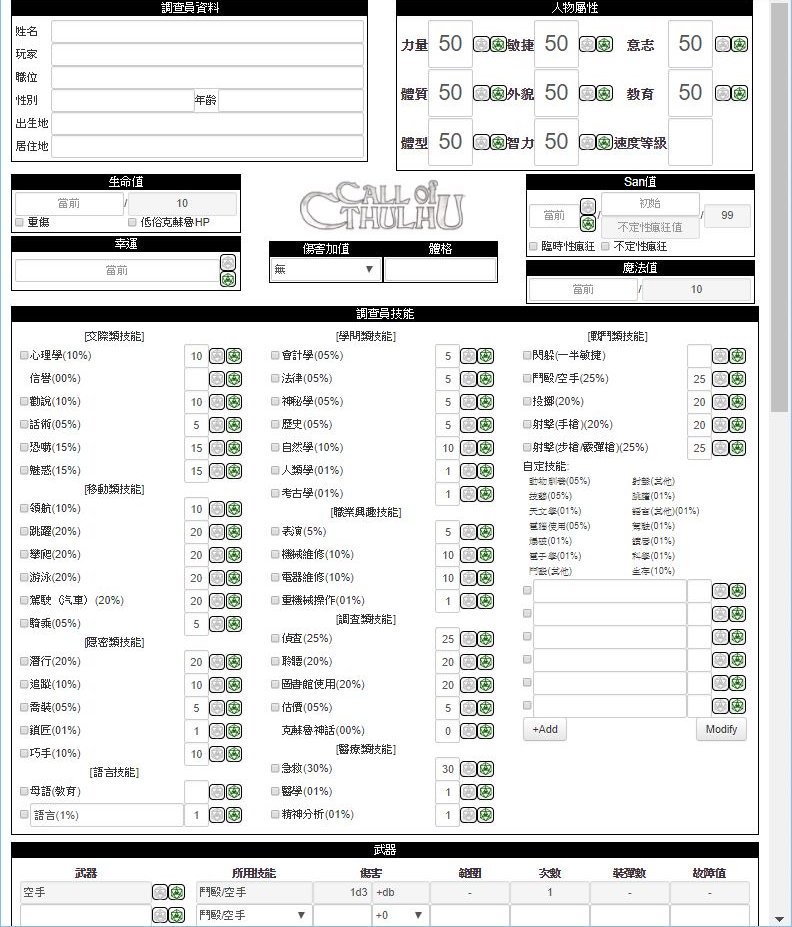 調查員資料
姓名
玩家
職位
性別 年齡
出生地
居住地
人物屬性
力量 50 敏捷 50 意志 50
體質 50 外貌 50 教育 50
體型 50 智力 50 速度等級
生命值
當前 / 10
重傷 低俗克蘇魯HP
幸運
當前
CALL of CTHULHU
傷害加值 體格
無
San值
當前 / 初始 / 99
不定性瘋狂值
臨時性瘋狂 不定性瘋狂
魔法值
當前 / 10
調查員技能
[交際類技能]
心理學(10%) 10
信譽(00%)
勸說(10%) 10
話術(05%) 5
恐嚇(15%) 15
魅惑(15%) 15
[移動類技能]
領航(10%) 10
跳躍(20%) 20
攀爬(20%) 20
游泳(20%) 20
駕駛（汽車）(20%) 20
騎乘(05%) 5
[隱密類技能]
潛行(20%) 20
追蹤(10%) 10
喬裝(05%) 5
鎖匠(01%) 1
巧手(10%) 10
[語言技能]
母語(教育)
語言(1%) 1
[學問類技能]
會計學(05%) 5
法律(05%) 5
神秘學(05%) 5
歷史(05%) 5
自然學(10%) 10
人類學(01%) 1
考古學(01%) 1
[職業興趣技能]
表演(5%) 5
機械維修(10%) 10
電器維修(10%) 10
重機械操作(01%) 1
[調查類技能]
偵查(25%) 25
聆聽(20%) 20
圖書館使用(20%) 20
估價(05%) 5
克蘇魯神話(00%) 0
[醫療類技能]
急救(30%) 30
醫學(01%) 1
精神分析(01%) 1
[戰鬥類技能]
閃躲(一半敏捷)
鬥毆/空手(25%) 25
投擲(20%) 20
射擊(手槍)(20%) 20
射擊(步槍/霰彈槍)(25%) 25
自定技能:
動物馴養(05%) 射擊(其他)
技藝(05%) 跳躍(01%)
天文學(01%) 語言(其他)(01%)
電腦使用(05%) 駕駛(01%)
爆破(01%) 讀唇(01%)
電子學(01%) 科學(01%)
鬥毆(其他) 生存(10%)
+Add Modify
武器
武器 所用技能 傷害 範圍 次數 裝彈數 故障值
空手 鬥毆/空手 1d3 +db - 1 - -
鬥毆/空手 +0